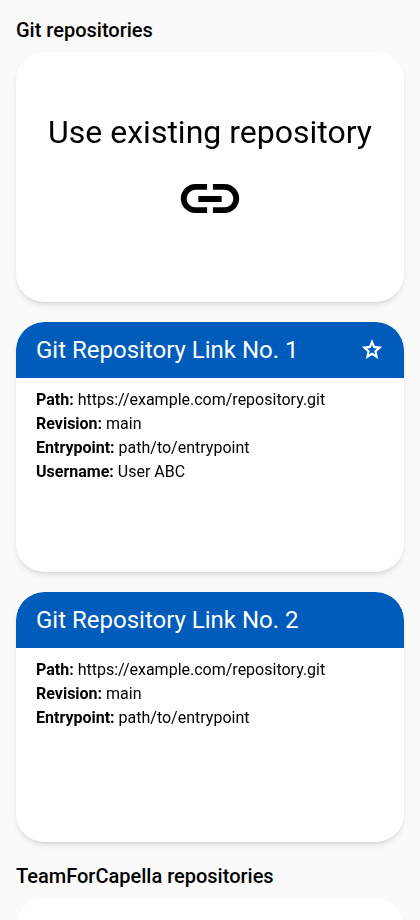 Git repositories
Use existing repository
Git Repository Link No. 1
Path: https://example.com/repository.git
Revision: main
Entrypoint: path/to/entrypoint
Username: User ABC
Git Repository Link No. 2
Path: https://example.com/repository.git
Revision: main
Entrypoint: path/to/entrypoint
TeamForCapella repositories